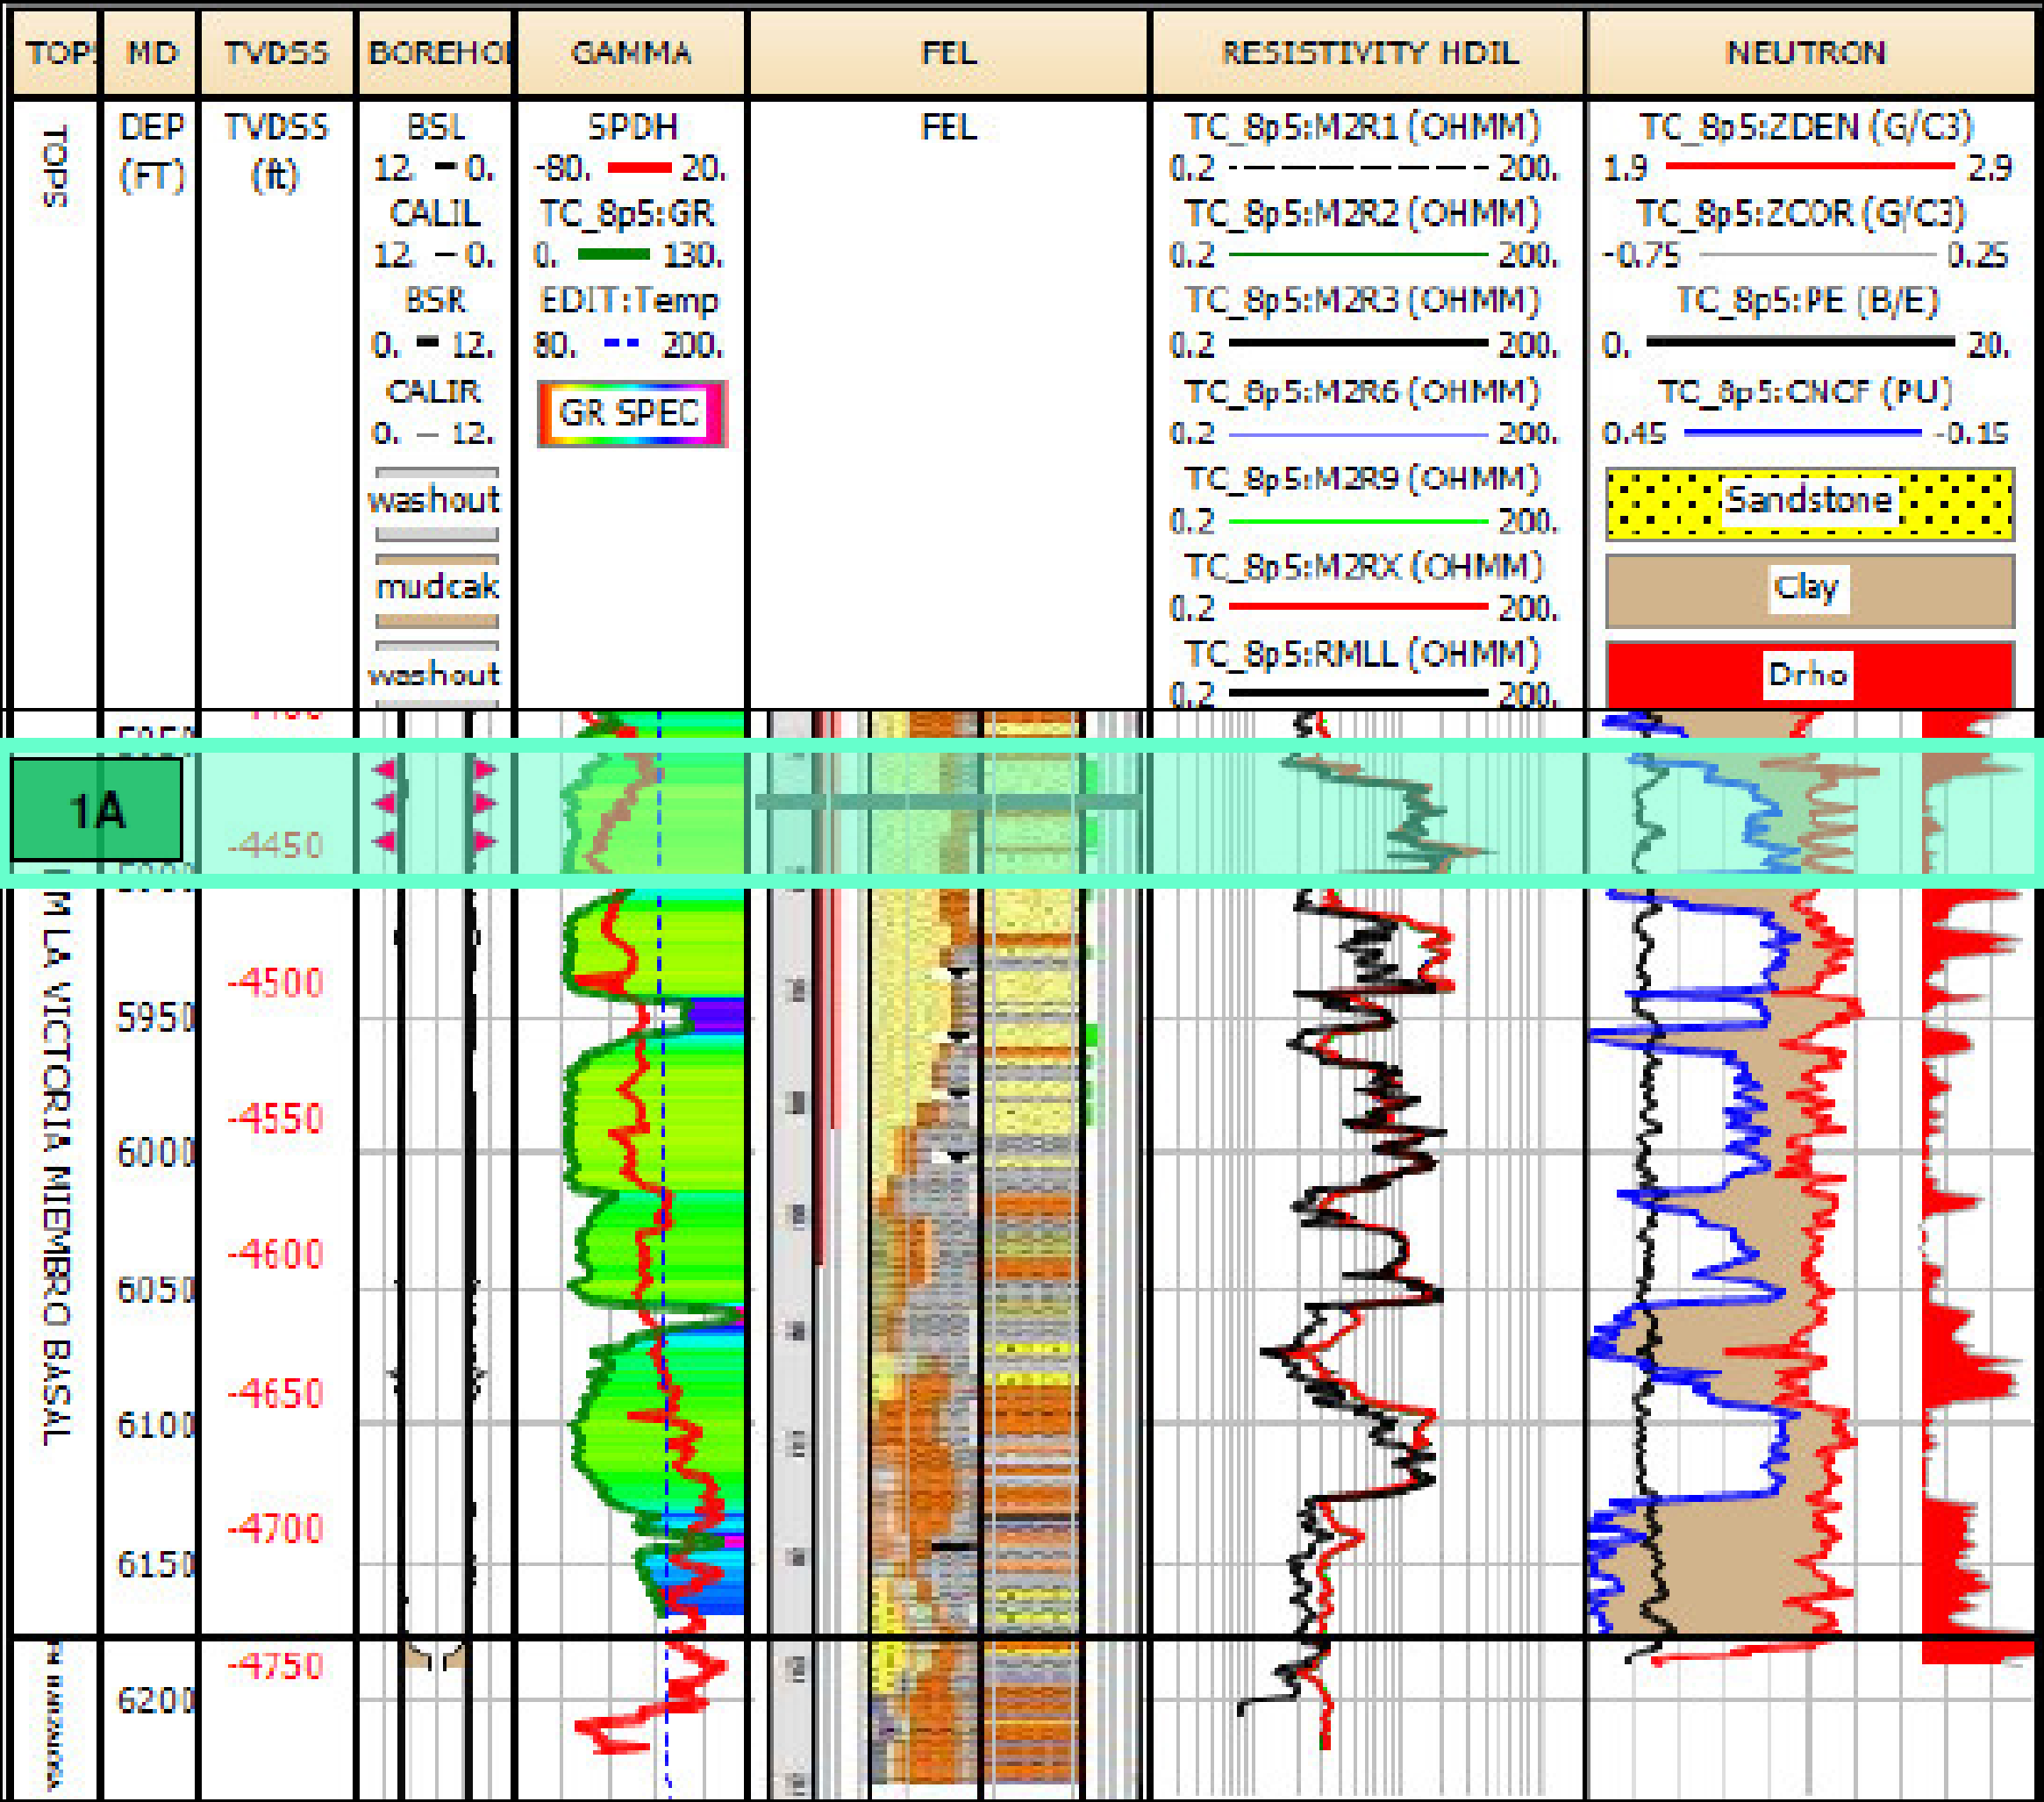 TOPS MD TVDSS BOREHOL GAMMA FEL RESISTIVITY HDIL NEUTRON
TOPS
DEP
(FT)
TVDSS
(ft)
BSL
12. 0.
CALIL
12. 0.
BSR
0. 12.
CALIR
0. 12.
washout
mudcak
washout
SPDH
-80. 20.
TC_8p5:GR
0. 130.
EDIT:Temp
80. 200.
GR SPEC
FEL
TC_8p5:M2R1 (OHMM)
0.2 200.
TC_8p5:M2R2 (OHMM)
0.2 200.
TC_8p5:M2R3 (OHMM)
0.2 200.
TC_8p5:M2R6 (OHMM)
0.2 200.
TC_8p5:M2R9 (OHMM)
0.2 200.
TC_8p5:M2RX (OHMM)
0.2 200.
TC_8p5:RMLL (OHMM)
0.2 200.
TC_8p5:ZDEN (G/C3)
1.9 2.9
TC_8p5:ZCOR (G/C3)
-0.75 0.25
TC_8p5:PE (B/E)
0. 20.
TC_8p5:CNCF (PU)
0.45 -0.15
Sandstone
Clay
Drho
1A
-4450
LA VICTORIA MIEMBRO BASAL
-4500
5950
-4550
6000
-4600
6050
-4650
6100
-4700
6150
-4750
6200